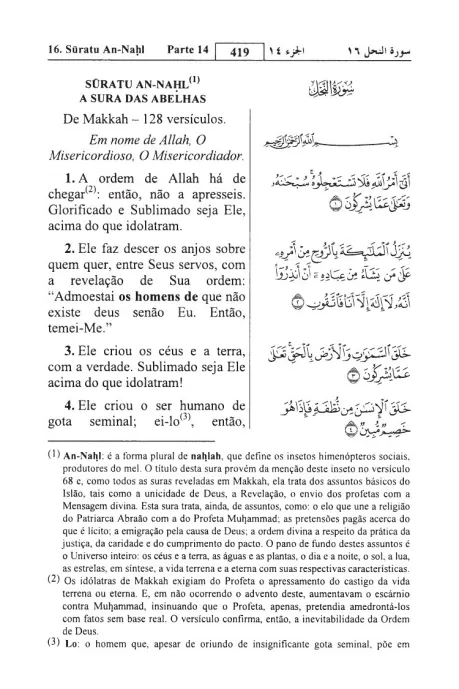 16. Sūratu An-Naḥl Parte 14 419 الجزء ١٤ سورة النحل ١٦
SŪRATU AN-NAḤL(1)
A SURA DAS ABELHAS
De Makkah – 128 versículos.
Em nome de Allah, O
Misericordioso, O Misericordiador.
1. A ordem de Allah há de
chegar(2): então, não a apresseis.
Glorificado e Sublimado seja Ele,
acima do que idolatram.
2. Ele faz descer os anjos sobre
quem quer, entre Seus servos, com
a revelação de Sua ordem:
“Admoestai os homens de que não
existe deus senão Eu. Então,
temei-Me.”
3. Ele criou os céus e a terra,
com a verdade. Sublimado seja Ele
acima do que idolatram!
4. Ele criou o ser humano de
gota seminal; ei-lo(3), então,
سُورَةُ النَّحْلِ
بِسْمِ اللَّهِ الرَّحْمَٰنِ الرَّحِيمِ
أَتَىٰ أَمْرُ اللَّهِ فَلَا تَسْتَعْجِلُوهُ سُبْحَٰنَهُۥ
وَتَعَٰلَىٰ عَمَّا يُشْرِكُونَ ١
يُنَزِّلُ الْمَلَٰٓئِكَةَ بِالرُّوحِ مِنْ أَمْرِهِۦ
عَلَىٰ مَن يَشَآءُ مِنْ عِبَادِهِۦٓ أَنْ أَنذِرُوٓا۟
أَنَّهُۥ لَآ إِلَٰهَ إِلَّآ أَنَا۠ فَاتَّقُونِ ٢
خَلَقَ السَّمَٰوَٰتِ وَالْأَرْضَ بِالْحَقِّ تَعَٰلَىٰ
عَمَّا يُشْرِكُونَ ٣
خَلَقَ الْإِنسَٰنَ مِن نُّطْفَةٍ فَإِذَا هُوَ
خَصِيمٌ مُّبِينٌ ٤
(1) An-Naḥl: é a forma plural de naḥlah, que define os insetos himenópteros sociais,
produtores do mel. O título desta sura provém da menção deste inseto no versículo
68 e, como todos as suras reveladas em Makkah, ela trata dos assuntos básicos do
Islão, tais como a unicidade de Deus, a Revelação, o envio dos profetas com a
Mensagem divina. Esta sura trata, ainda, de assuntos, como: o elo que une a religião
do Patriarca Abraão com a do Profeta Muḥammad; as pretensões pagãs acerca do
que é lícito; a emigração pela causa de Deus; a ordem divina a respeito da prática da
justiça, da caridade e do cumprimento do pacto. O pano de fundo destes assuntos é
o Universo inteiro: os céus e a terra, as águas e as plantas, o dia e a noite, o sol, a lua,
as estrelas, em síntese, a vida terrena e a eterna com suas respectivas características.
(2) Os idólatras de Makkah exigiam do Profeta o apressamento do castigo da vida
terrena ou eterna. E, em não ocorrendo o advento deste, aumentavam o escárnio
contra Muḥammad, insinuando que o Profeta, apenas, pretendia amedrontá-los
com fatos sem base real. O versículo confirma, então, a inevitabilidade da Ordem
de Deus.
(3) Lo: o homem que, apesar de oriundo de insignificante gota seminal, põe em